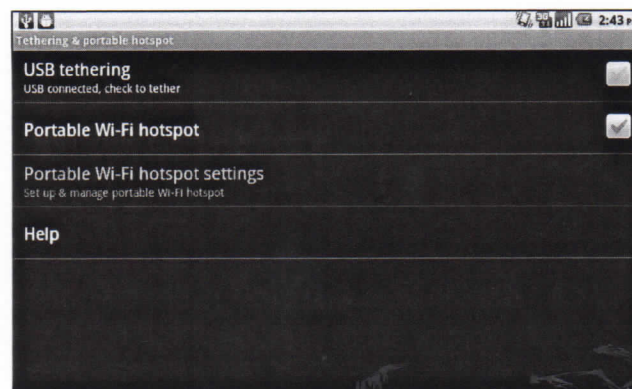 3G
2:43 P
Tethering & portable hotspot
USB tethering
USB connected, check to tether
Portable Wi-Fi hotspot
Portable Wi-Fi hotspot settings
Set up & manage portable Wi-Fi hotspot
Help